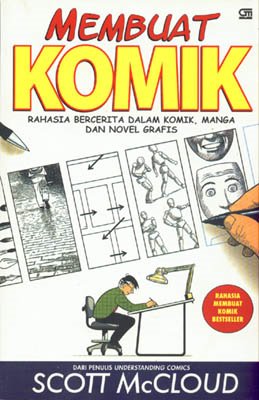 MEMBUAT
KOMIK
RAHASIA BERCERITA DALAM KOMIK, MANGA
DAN NOVEL GRAFIS
RAHASIA
MEMBUAT
KOMIK
BESTSELLER
DARI PENULIS UNDERSTANDING COMICS
SCOTT McCLOUD